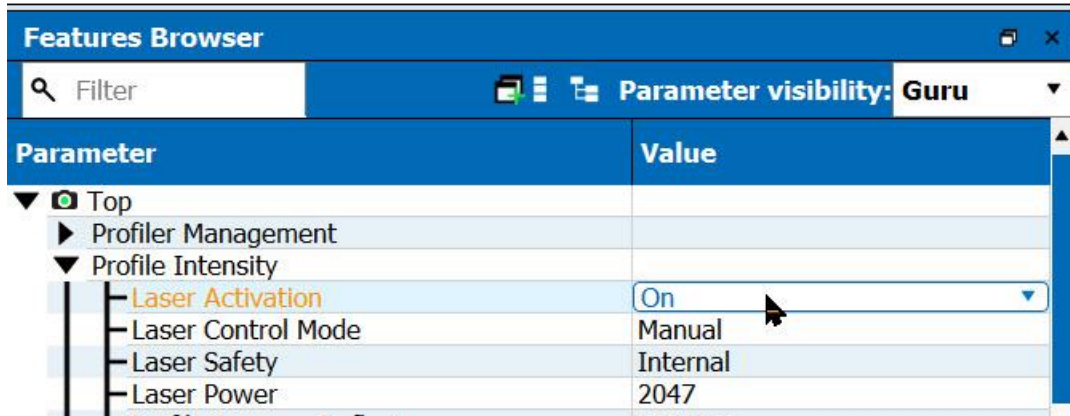 Features Browser
Filter Parameter visibility: Guru
Parameter Value
Top
Profiler Management
Profile Intensity
Laser Activation On
Laser Control Mode Manual
Laser Safety Internal
Laser Power 2047